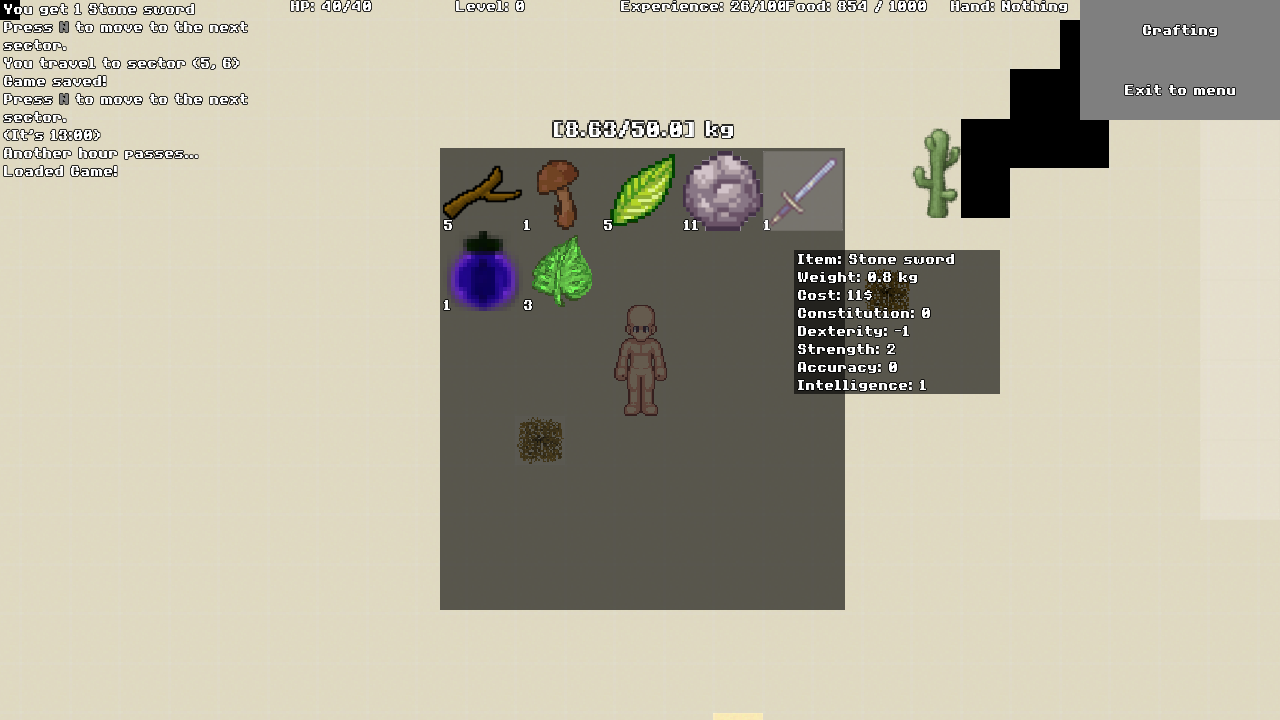 You get 1 Stone sword
Press N to move to the next
sector.
You travel to sector (5, 6)
Game saved!
Press N to move to the next
sector.
(It's 13:00)
Another hour passes...
Loaded Game!
HP: 40/40
Level: 0
Experience: 26/100
Food: 854 / 1000
Hand: Nothing
Crafting
Exit to menu
[8.63/50.0] kg
5
1
5
11
1
1
3
Item: Stone sword
Weight: 0.8 kg
Cost: 11$
Constitution: 0
Dexterity: -1
Strength: 2
Accuracy: 0
Intelligence: 1